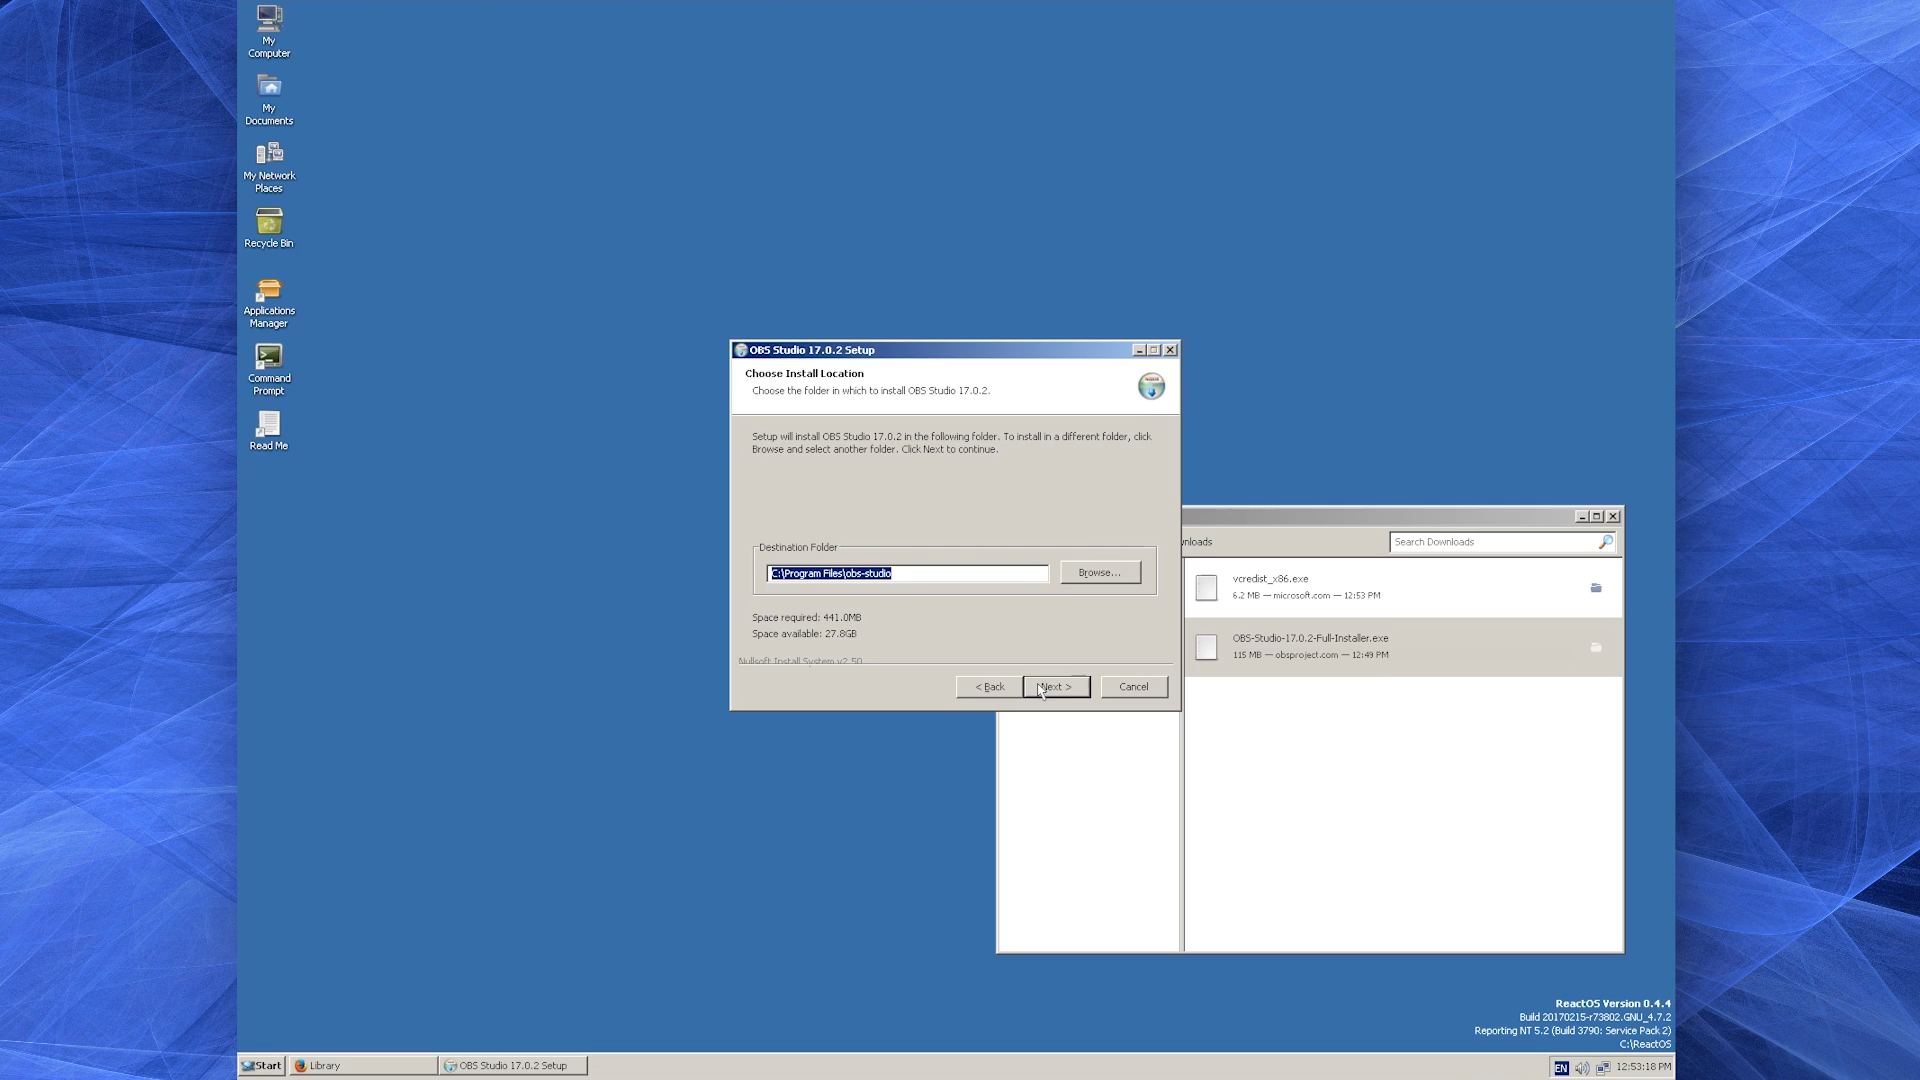 My
Computer
My
Documents
My Network
Places
Recycle Bin
Applications
Manager
Command
Prompt
Read Me
OBS Studio 17.0.2 Setup
Choose Install Location
Choose the folder in which to install OBS Studio 17.0.2.
Setup will install OBS Studio 17.0.2 in the following folder. To install in a different folder, click
Browse and select another folder. Click Next to continue.
Destination Folder
C:\Program Files\obs-studio
Browse...
Space required: 441.0MB
Space available: 27.8GB
Nullsoft Install System v2.50
< Back
Next >
Cancel
nloads
Search Downloads
vcredist_x86.exe
6.2 MB — microsoft.com — 12:53 PM
OBS-Studio-17.0.2-Full-Installer.exe
115 MB — obsproject.com — 12:49 PM
ReactOS Version 0.4.4
Build 20170215-r73802.GNU_4.7.2
Reporting NT 5.2 (Build 3790: Service Pack 2)
C:\ReactOS
Start
Library
OBS Studio 17.0.2 Setup
EN
12:53:18 PM